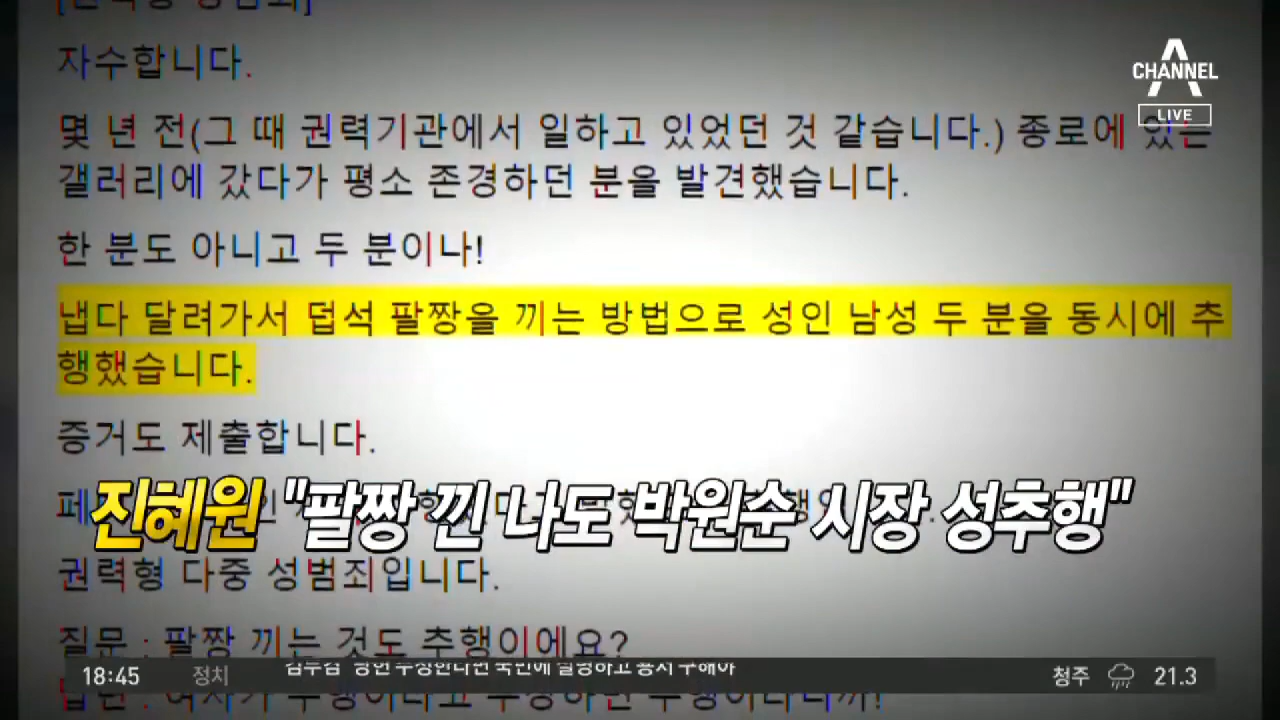 자수합니다.
CHANNEL
LIVE
몇 년 전(그 때 권력기관에서 일하고 있었던 것 같습니다.) 종로에 있는
갤러리에 갔다가 평소 존경하던 분을 발견했습니다.
한 분도 아니고 두 분이나!
냅다 달려가서 덥석 팔짱을 끼는 방법으로 성인 남성 두 분을 동시에 추
행했습니다.
증거도 제출합니다.
진혜원 "팔짱 낀 나도 박원순 시장 성추행"
권력형 다중 성범죄입니다.
질문 : 팔짱 끼는 것도 추행이에요?
18:45 정치
청주 21.3